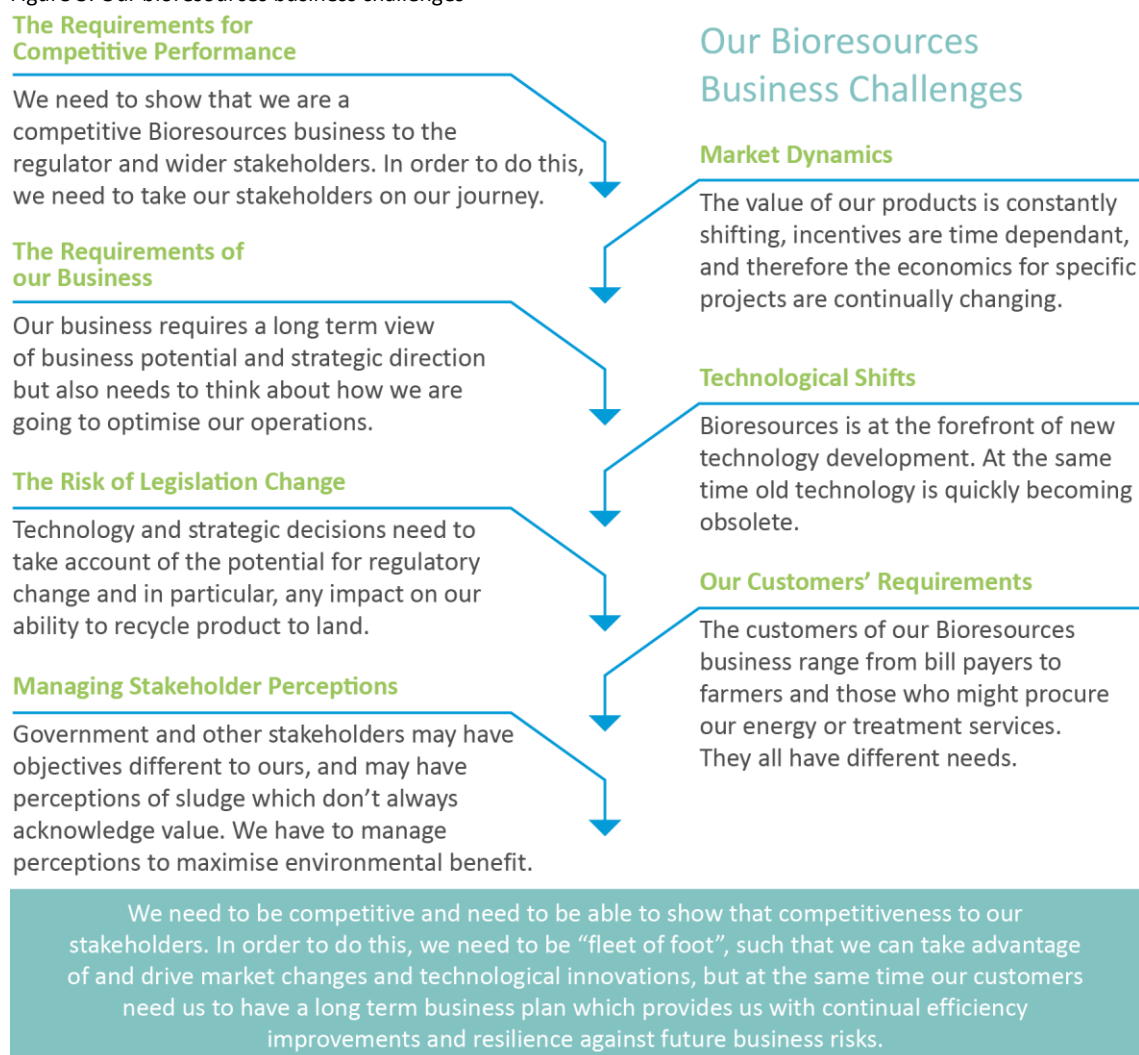 Figure 3: Our bioresources business challenges
The Requirements for
Competitive Performance
We need to show that we are a
competitive Bioresources business to the
regulator and wider stakeholders. In order to do this,
we need to take our stakeholders on our journey.
The Requirements of
our Business
Our business requires a long term view
of business potential and strategic direction
but also needs to think about how we are
going to optimise our operations.
The Risk of Legislation Change
Technology and strategic decisions need to
take account of the potential for regulatory
change and in particular, any impact on our
ability to recycle product to land.
Managing Stakeholder Perceptions
Government and other stakeholders may have
objectives different to ours, and may have
perceptions of sludge which don’t always
acknowledge value. We have to manage
perceptions to maximise environmental benefit.
Our Bioresources
Business Challenges
Market Dynamics
The value of our products is constantly
shifting, incentives are time dependant,
and therefore the economics for specific
projects are continually changing.
Technological Shifts
Bioresources is at the forefront of new
technology development. At the same
time old technology is quickly becoming
obsolete.
Our Customers’ Requirements
The customers of our Bioresources
business range from bill payers to
farmers and those who might procure
our energy or treatment services.
They all have different needs.
We need to be competitive and need to be able to show that competitiveness to our
stakeholders. In order to do this, we need to be “fleet of foot”, such that we can take advantage
of and drive market changes and technological innovations, but at the same time our customers
need us to have a long term business plan which provides us with continual efficiency
improvements and resilience against future business risks.